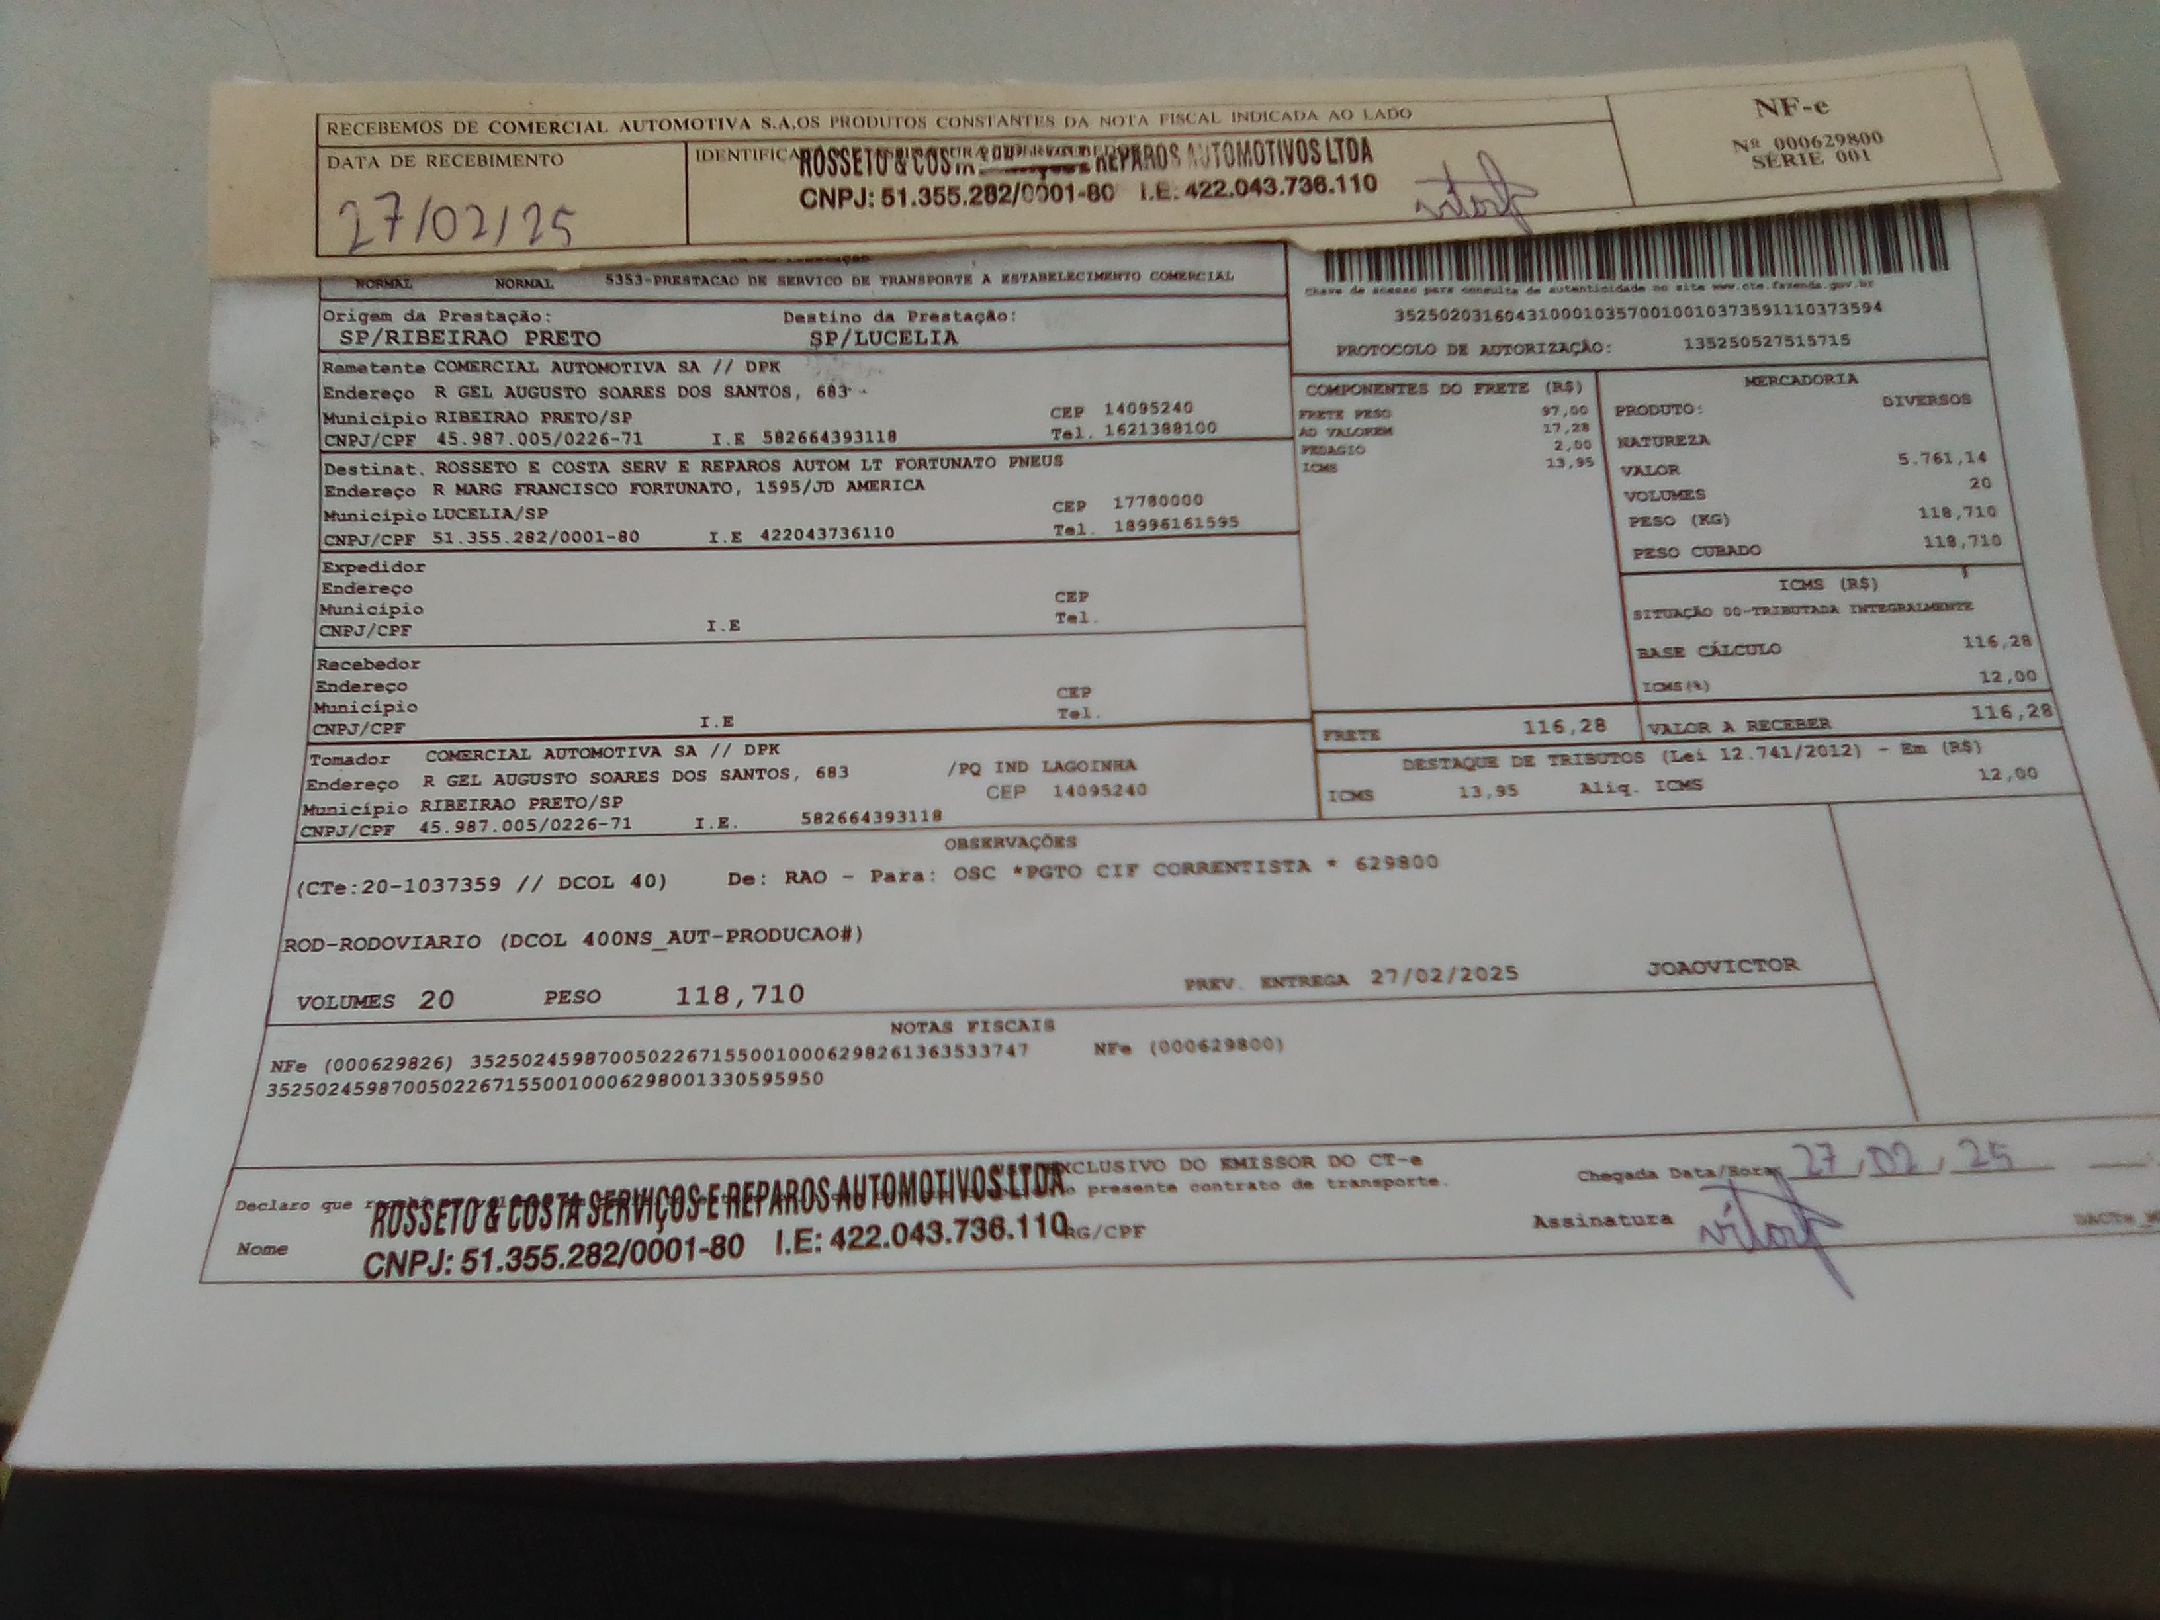 RECEBEMOS DE COMERCIAL AUTOMOTIVA S.A,OS PRODUTOS CONSTANTES DA NOTA FISCAL INDICADA AO LADO
NF-e
Nº 000629800
SÉRIE 001
DATA DE RECEBIMENTO
27/02/25
ROSSETO & COSTA REPAROS AUTOMOTIVOS LTDA
CNPJ: 51.355.282/0001-80 I.E: 422.043.736.110
NORMAL NORMAL 5353-PRESTACAO DE SERVICO DE TRANSPORTE A ESTABELECIMENTO COMERCIAL
Chave de acesso para consulta de autenticidade no site www.cte.fazenda.gov.br
35250203160431000103570010010373591110373594
PROTOCOLO DE AUTORIZAÇÃO: 135250527515715
Origem da Prestação: Destino da Prestação:
SP/RIBEIRAO PRETO SP/LUCELIA
Remetente COMERCIAL AUTOMOTIVA SA // DPK
Endereço R GEL AUGUSTO SOARES DOS SANTOS, 683
Município RIBEIRAO PRETO/SP CEP 14095240
CNPJ/CPF 45.987.005/0226-71 I.E 582664393118 Tel. 1621388100
Destinat. ROSSETO E COSTA SERV E REPAROS AUTOM LT FORTUNATO PNEUS
Endereço R MARG FRANCISCO FORTUNATO, 1595/JD AMERICA
Município LUCELIA/SP CEP 17780000
CNPJ/CPF 51.355.282/0001-80 I.E 422043736110 Tel. 18996161595
Expedidor
Endereço
Município CEP
CNPJ/CPF I.E Tel.
Recebedor
Endereço
Município CEP
CNPJ/CPF I.E Tel.
Tomador COMERCIAL AUTOMOTIVA SA // DPK
Endereço R GEL AUGUSTO SOARES DOS SANTOS, 683 /PQ IND LAGOINHA
Município RIBEIRAO PRETO/SP CEP 14095240
CNPJ/CPF 45.987.005/0226-71 I.E. 582664393118
COMPONENTES DO FRETE (R$)
FRETE PESO 97,00
AD VALOREM 17,28
PEDAGIO 2,00
ICMS 13,95
MERCADORIA
PRODUTO: DIVERSOS
NATUREZA
VALOR 5.761,14
VOLUMES 20
PESO (KG) 118,710
PESO CUBADO 118,710
ICMS (R$)
SITUAÇÃO 00-TRIBUTADA INTEGRALMENTE
BASE CÁLCULO 116,28
ICMS(%) 12,00
FRETE 116,28 VALOR A RECEBER 116,28
DESTAQUE DE TRIBUTOS (Lei 12.741/2012) - Em (R$)
ICMS 13,95 Aliq. ICMS 12,00
OBSERVAÇÕES
(CTe:20-1037359 // DCOL 40) De: RAO - Para: OSC *PGTO CIF CORRENTISTA * 629800
ROD-RODOVIARIO (DCOL 400NS_AUT-PRODUCAO#)
VOLUMES 20 PESO 118,710 PREV. ENTREGA 27/02/2025 JOAOVICTOR
NOTAS FISCAIS
NFe (000629826) 35250245987005022671550010006298261363533747 NFe (000629800)
35250245987005022671550010006298001330595950
EXCLUSIVO DO EMISSOR DO CT-e
Declaro que presente contrato de transporte.
ROSSETO & COSTA SERVIÇOS E REPAROS AUTOMOTIVOS LTDA
CNPJ: 51.355.282/0001-80 I.E: 422.043.736.110
Nome RG/CPF
Chegada Data/Hora 27/02/25
Assinatura